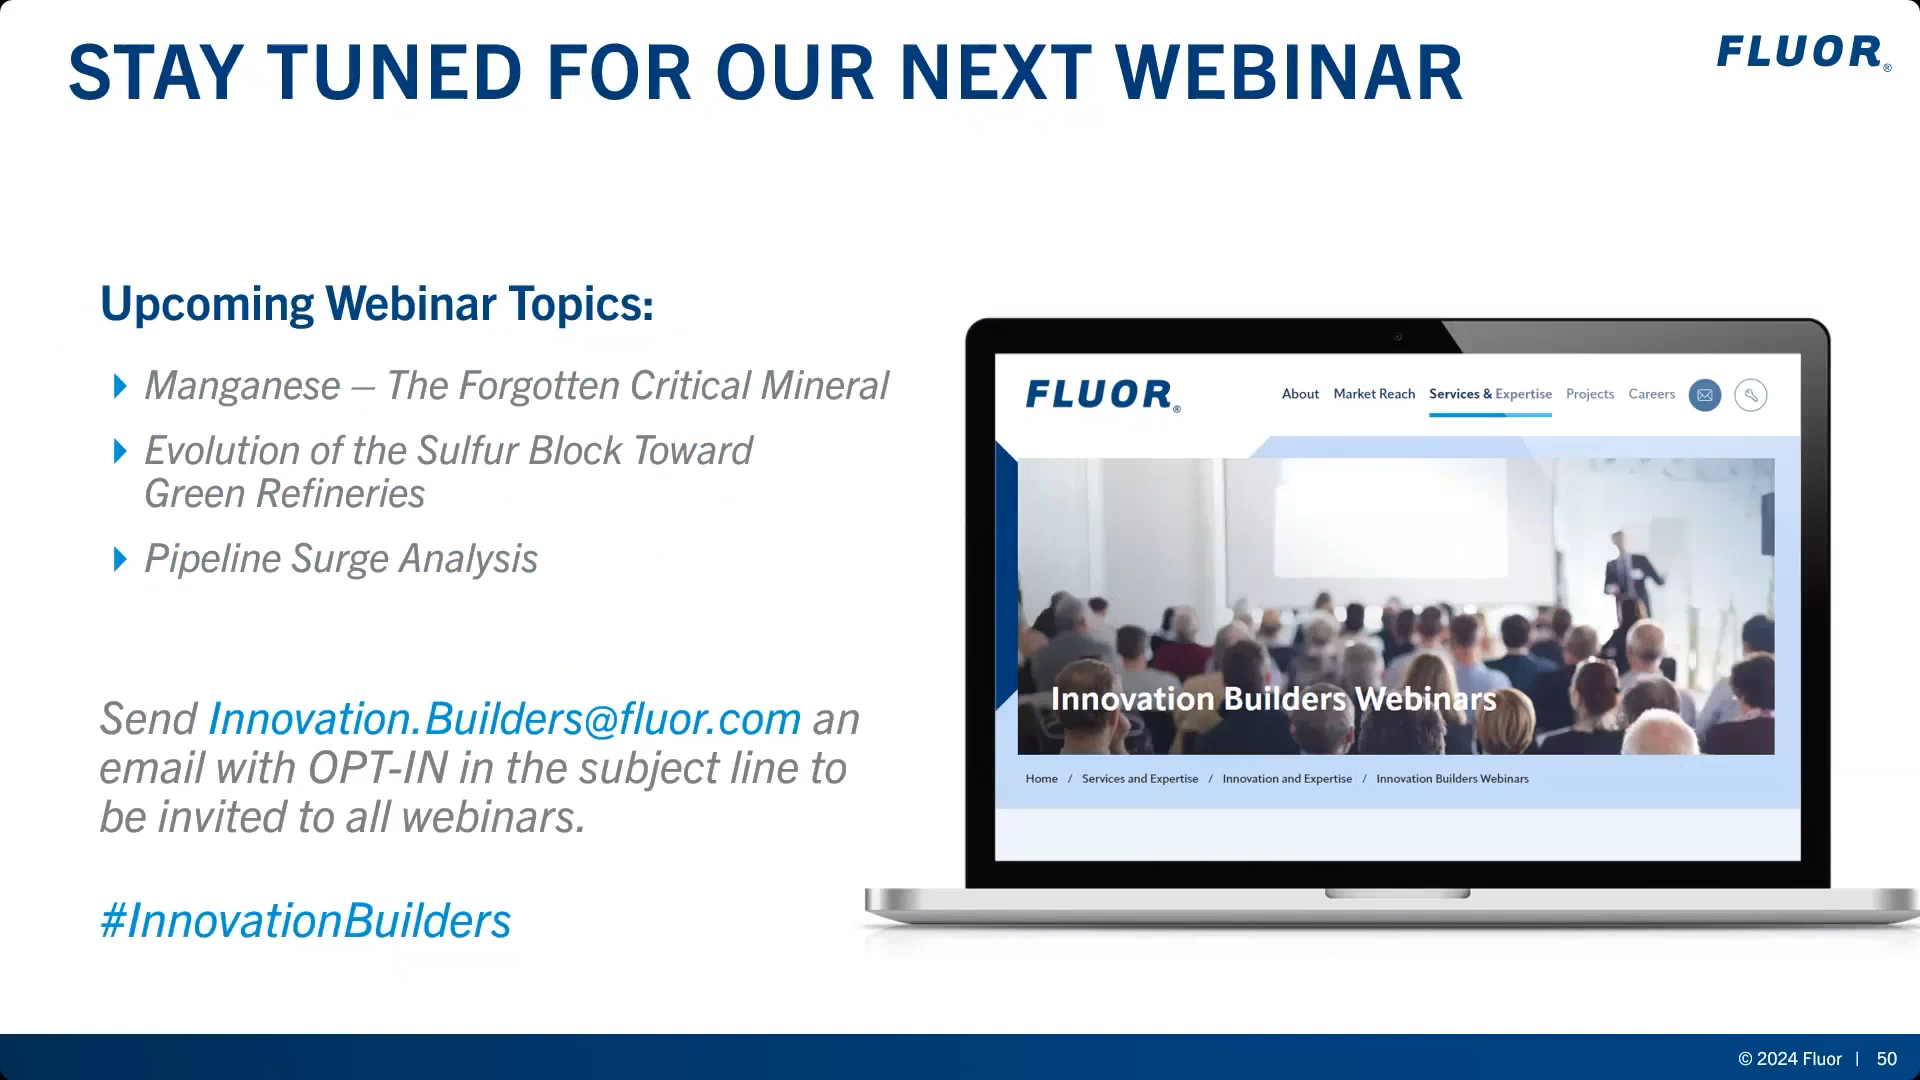 STAY TUNED FOR OUR NEXT WEBINAR
FLUOR®
Upcoming Webinar Topics:
Manganese – The Forgotten Critical Mineral
Evolution of the Sulfur Block Toward
Green Refineries
Pipeline Surge Analysis
Send Innovation.Builders@fluor.com an
email with OPT-IN in the subject line to
be invited to all webinars.
#InnovationBuilders
FLUOR®
About Market Reach Services & Expertise Projects Careers
Innovation Builders Webinars
Home / Services and Expertise / Innovation and Expertise / Innovation Builders Webinars
© 2024 Fluor | 50